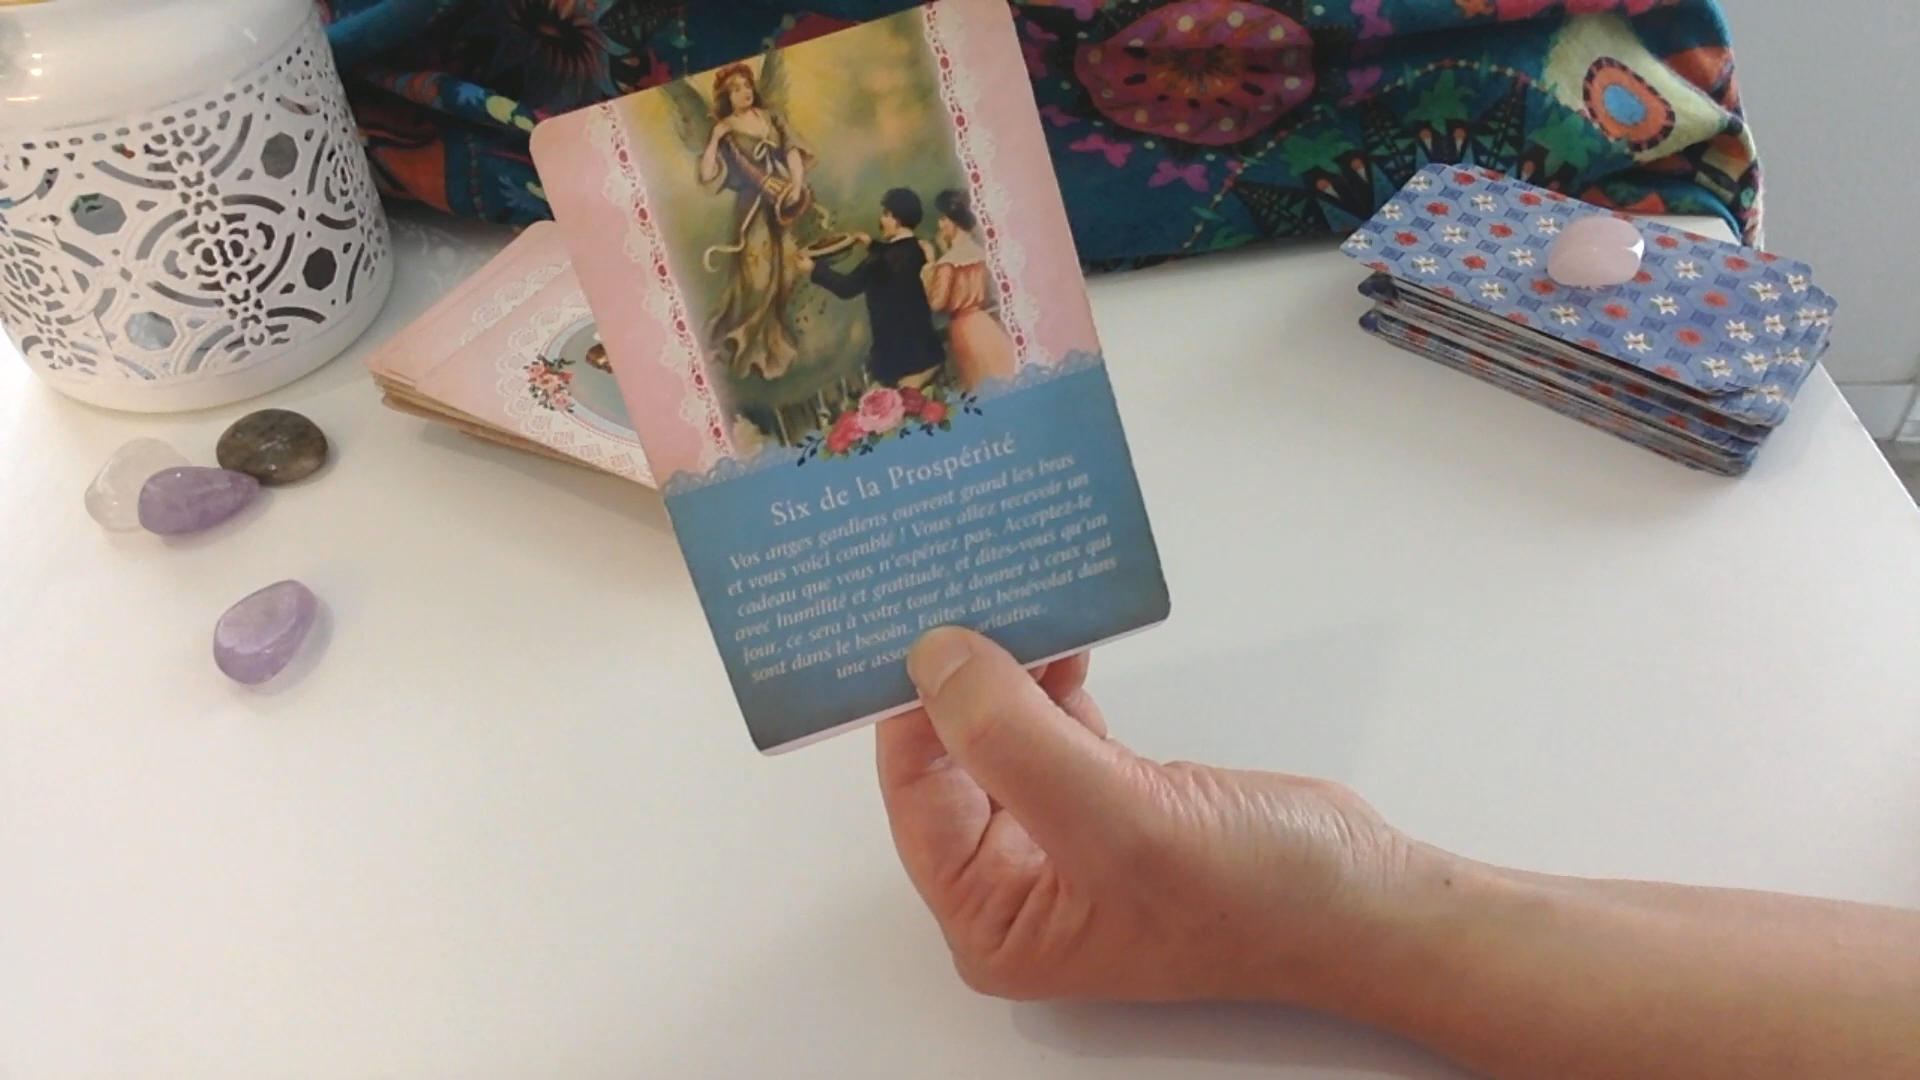 Six de la Prospérité
Vos anges gardiens ouvrent grand les bras
et vous voici comblé ! Vous allez recevoir un
cadeau que vous n'espériez pas. Acceptez-le
avec humilité et gratitude, et dites-vous qu'un
jour, ce sera à votre tour de donner à ceux qui
sont dans le besoin. Faites du bénévolat dans
une